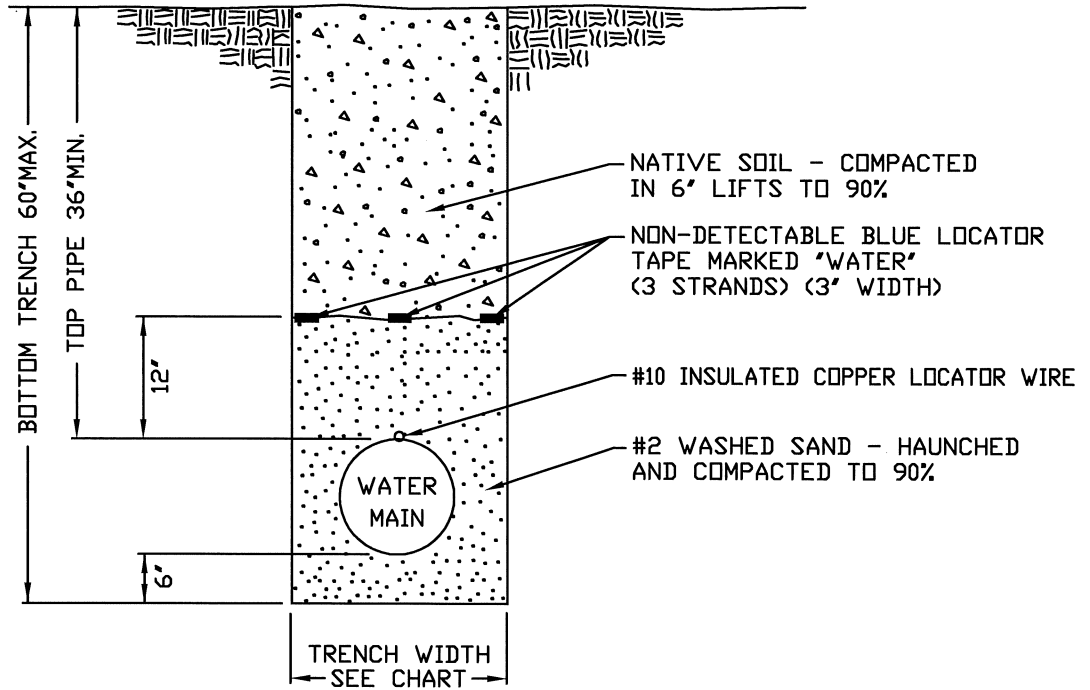 BOTTOM TRENCH 60"MAX.
TOP PIPE 36"MIN.
12"
6"
NATIVE SOIL - COMPACTED
IN 6" LIFTS TO 90%
NON-DETECTABLE BLUE LOCATOR
TAPE MARKED "WATER"
(3 STRANDS) (3" WIDTH)
#10 INSULATED COPPER LOCATOR WIRE
#2 WASHED SAND - HAUNCHED
AND COMPACTED TO 90%
WATER
MAIN
TRENCH WIDTH
SEE CHART